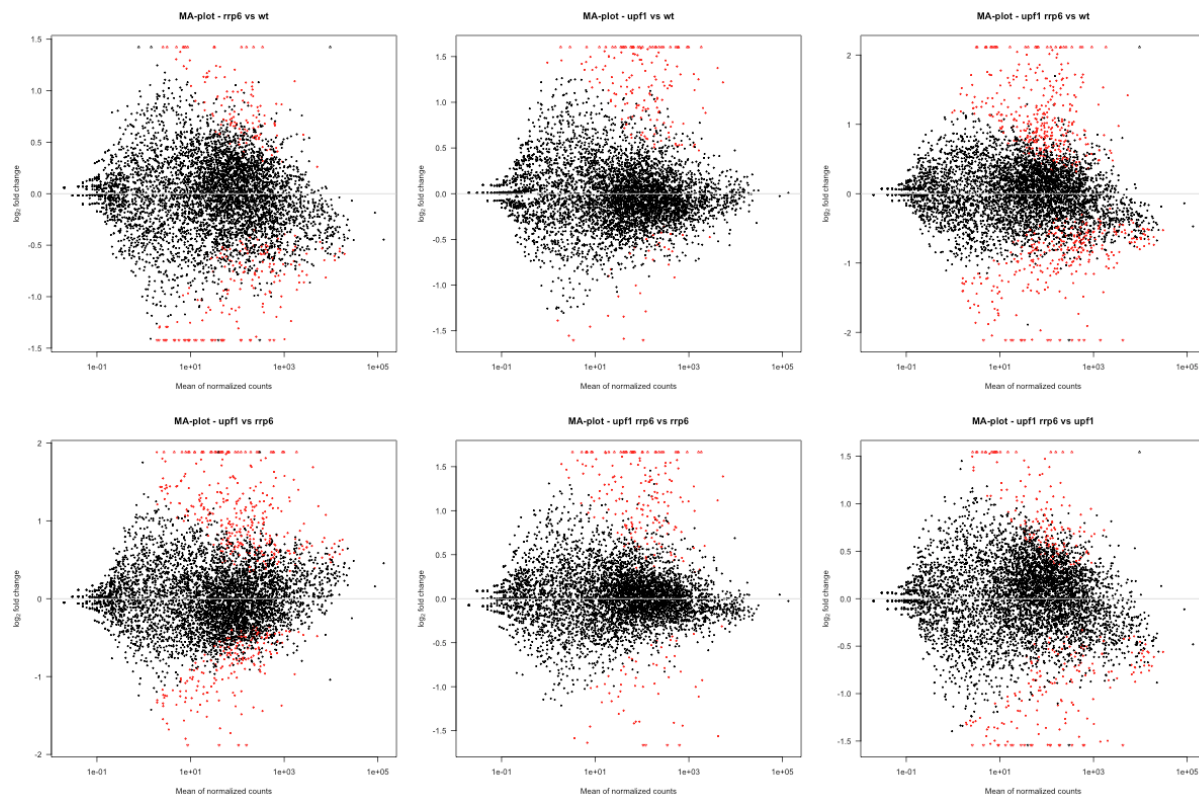 MA-plot - rrp6 vs wt
MA-plot - upf1 vs wt
MA-plot - upf1 rrp6 vs wt
log2 fold change
1.5
1.0
0.5
0.0
-0.5
-1.0
-1.5
1e-01
1e+01
1e+03
1e+05
Mean of normalized counts
log2 fold change
1.5
1.0
0.5
0.0
-0.5
-1.0
-1.5
1e-01
1e+01
1e+03
1e+05
Mean of normalized counts
log2 fold change
2
1
0
-1
-2
1e-01
1e+01
1e+03
1e+05
Mean of normalized counts
MA-plot - upf1 vs rrp6
MA-plot - upf1 rrp6 vs rrp6
MA-plot - upf1 rrp6 vs upf1
log2 fold change
2
1
0
-1
-2
1e-01
1e+01
1e+03
1e+05
Mean of normalized counts
log2 fold change
1.5
1.0
0.5
0.0
-0.5
-1.0
-1.5
1e-01
1e+01
1e+03
1e+05
Mean of normalized counts
log2 fold change
1.5
1.0
0.5
0.0
-0.5
-1.0
-1.5
1e-01
1e+01
1e+03
1e+05
Mean of normalized counts